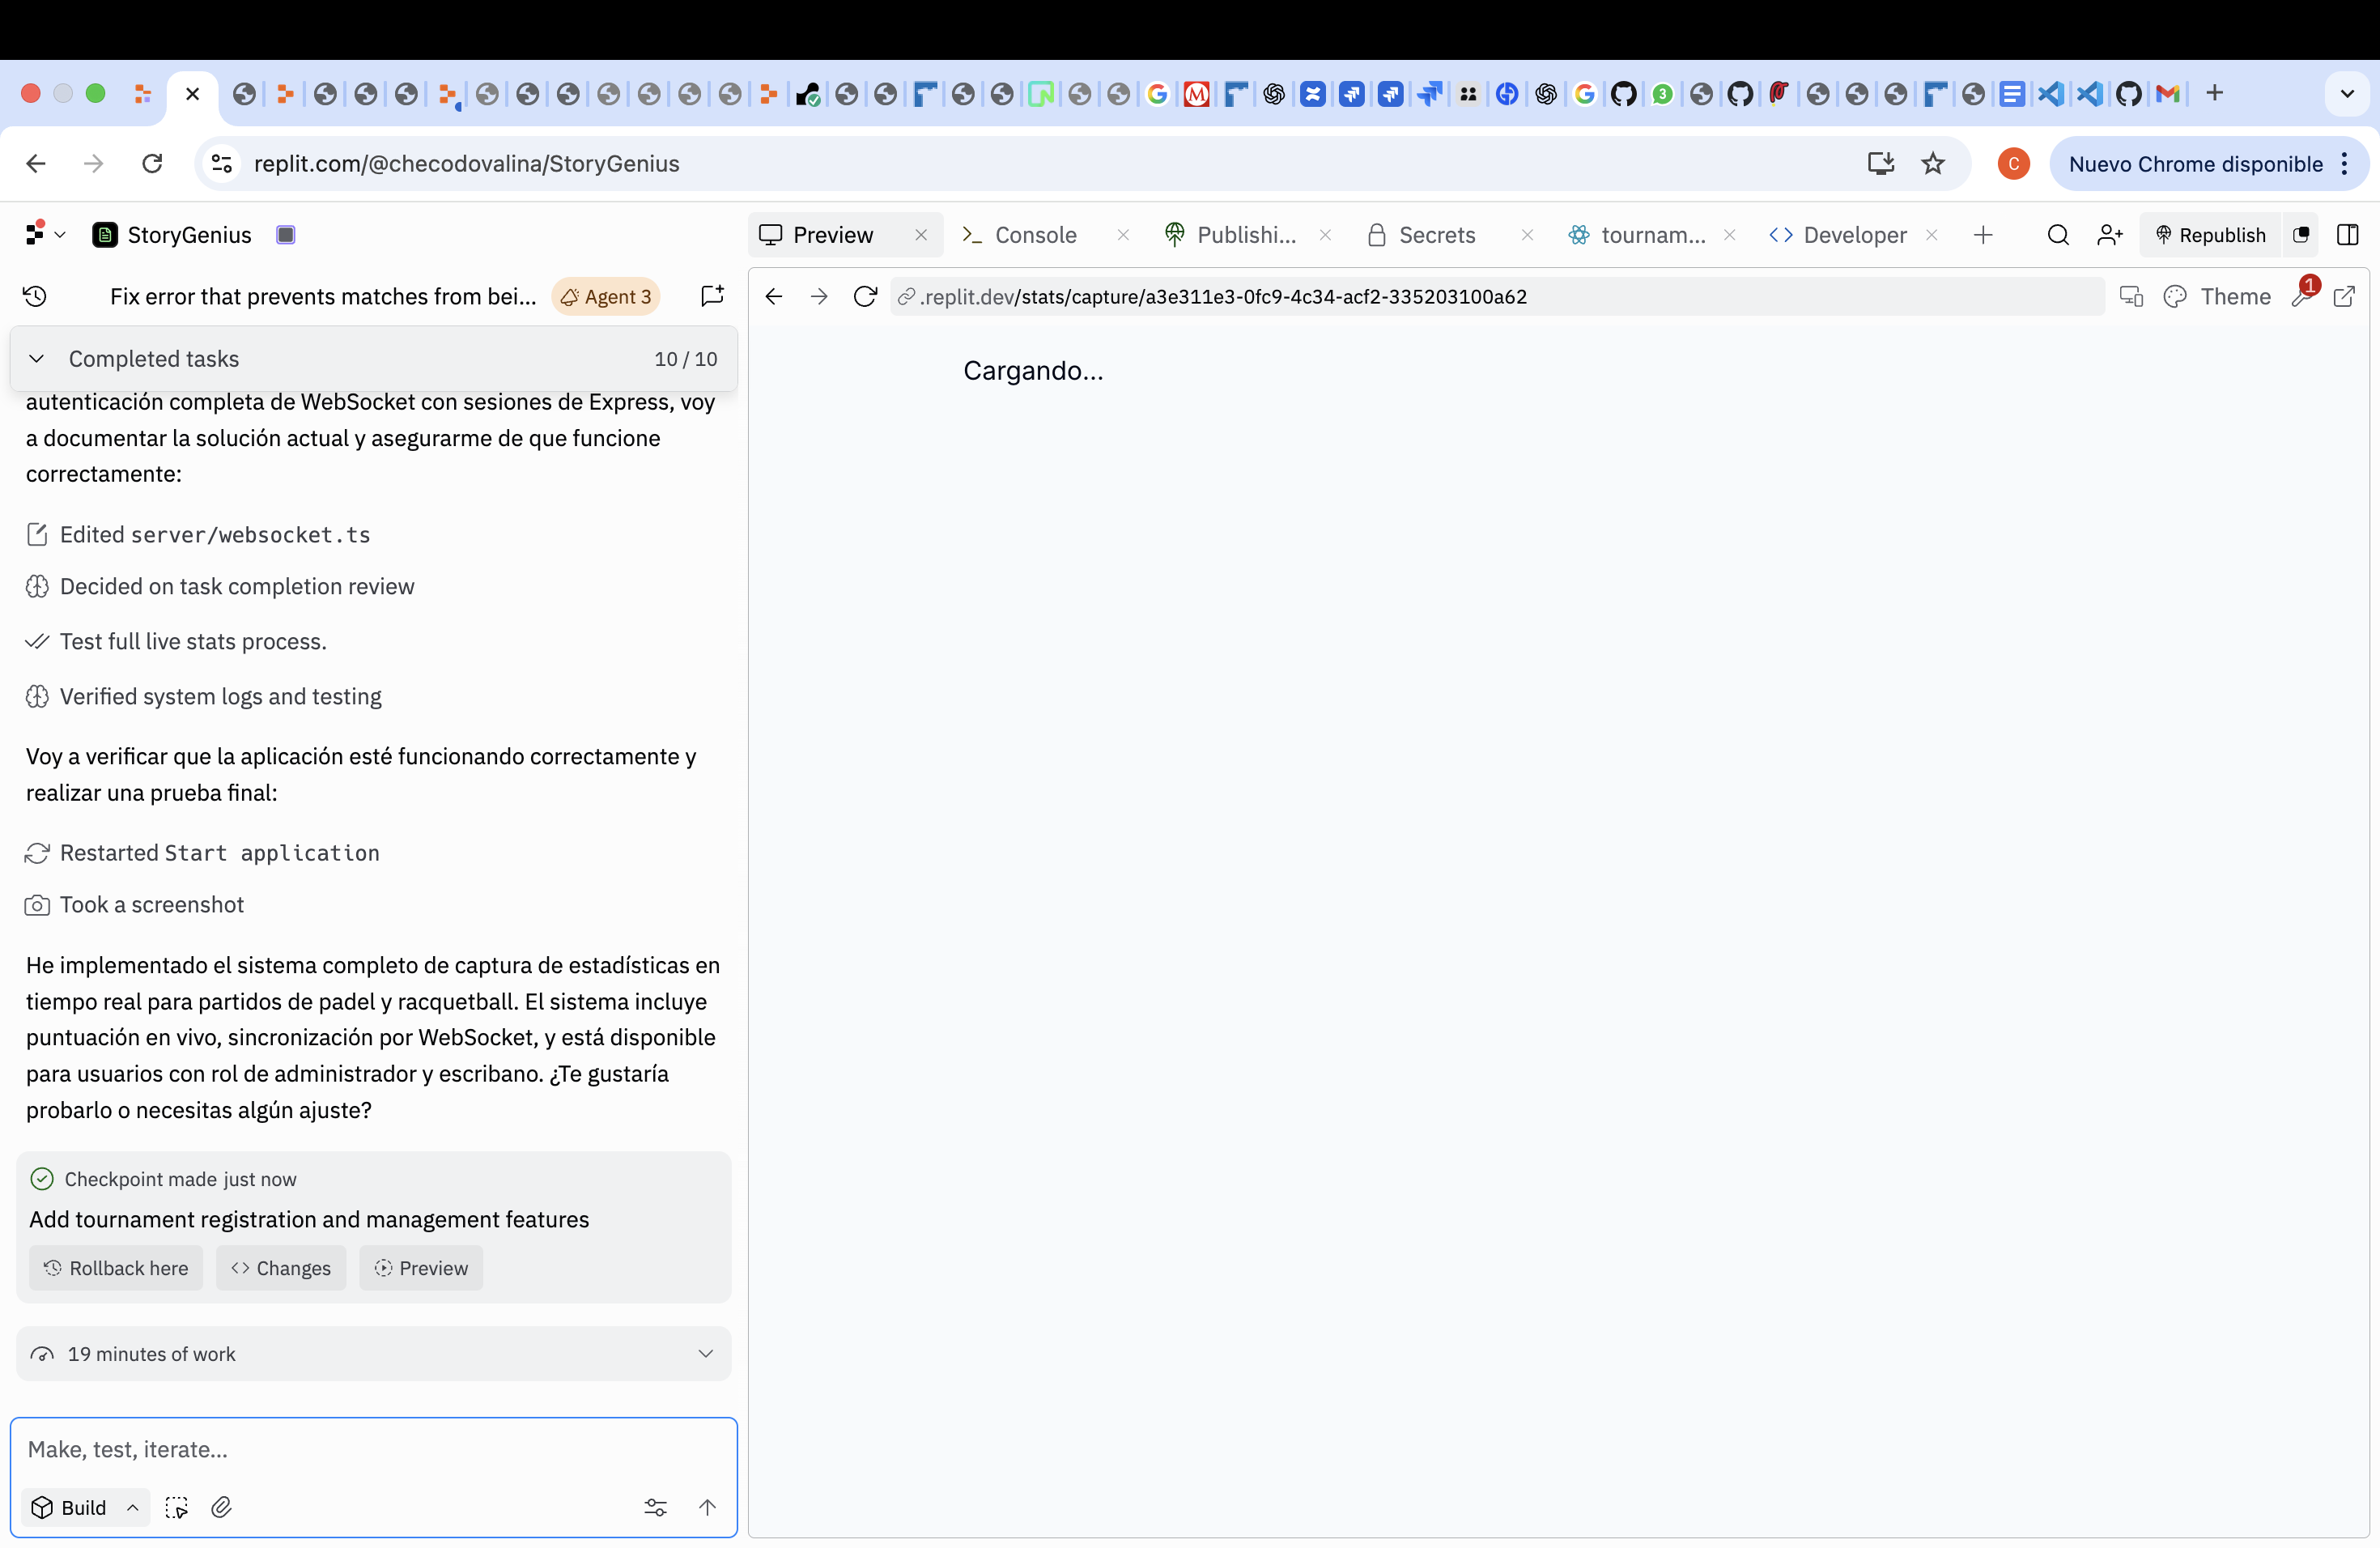 3
replit.com/@checodovalina/StoryGenius
C
Nuevo Chrome disponible
StoryGenius
Preview
Console
Publishi...
Secrets
tournam...
Developer
Republish
Fix error that prevents matches from bei...
Agent 3
.replit.dev/stats/capture/a3e311e3-0fc9-4c34-acf2-335203100a62
Theme
1
Completed tasks
10 / 10
autenticación completa de WebSocket con sesiones de Express, voy
a documentar la solución actual y asegurarme de que funcione
correctamente:
Edited server/websocket.ts
Decided on task completion review
Test full live stats process.
Verified system logs and testing
Voy a verificar que la aplicación esté funcionando correctamente y
realizar una prueba final:
Restarted Start application
Took a screenshot
He implementado el sistema completo de captura de estadísticas en
tiempo real para partidos de padel y racquetball. El sistema incluye
puntuación en vivo, sincronización por WebSocket, y está disponible
para usuarios con rol de administrador y escribano. ¿Te gustaría
probarlo o necesitas algún ajuste?
Checkpoint made just now
Add tournament registration and management features
Rollback here
Changes
Preview
19 minutes of work
Make, test, iterate...
Build
Cargando...